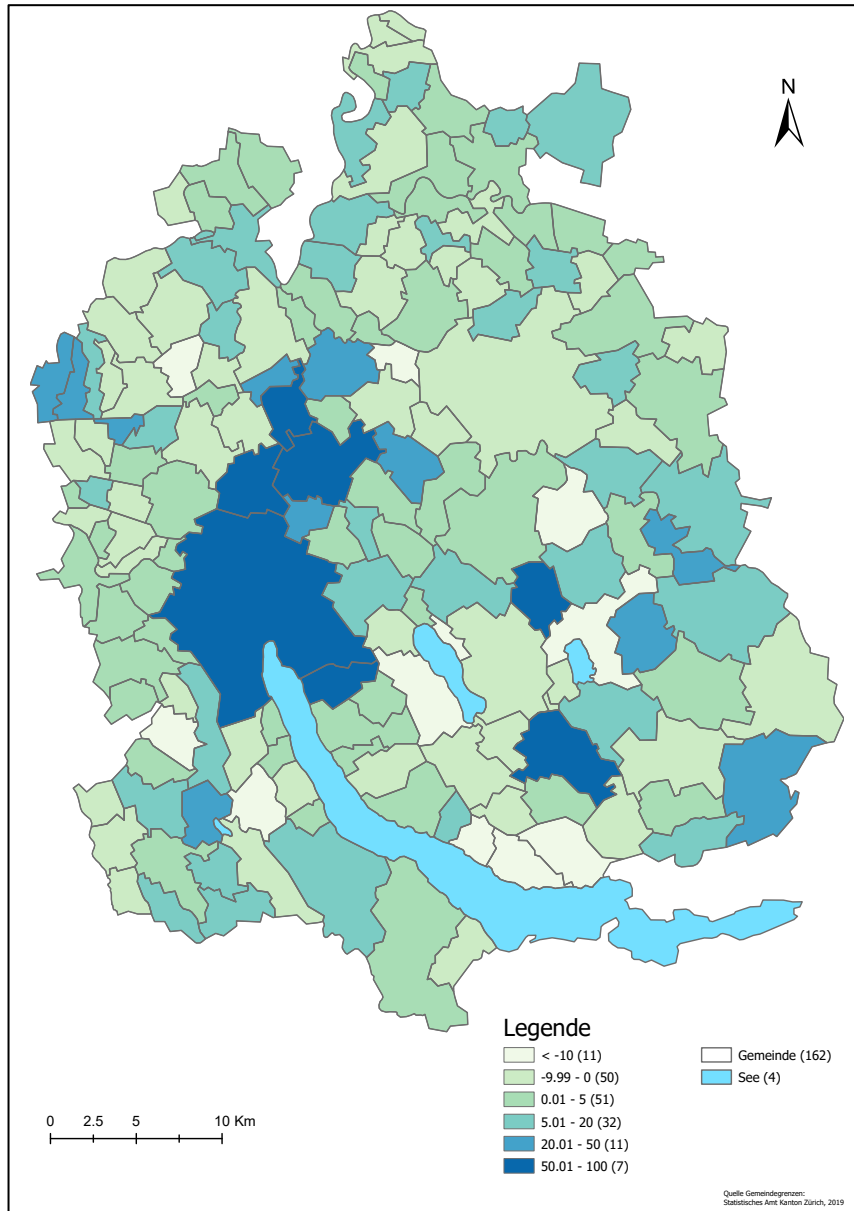 N
Legende
< -10 (11)
-9.99 - 0 (50)
0.01 - 5 (51)
5.01 - 20 (32)
20.01 - 50 (11)
50.01 - 100 (7)
Gemeinde (162)
See (4)
0 2.5 5 10 Km
Quelle Gemeindegrenzen:
Statistisches Amt Kanton Zürich, 2019